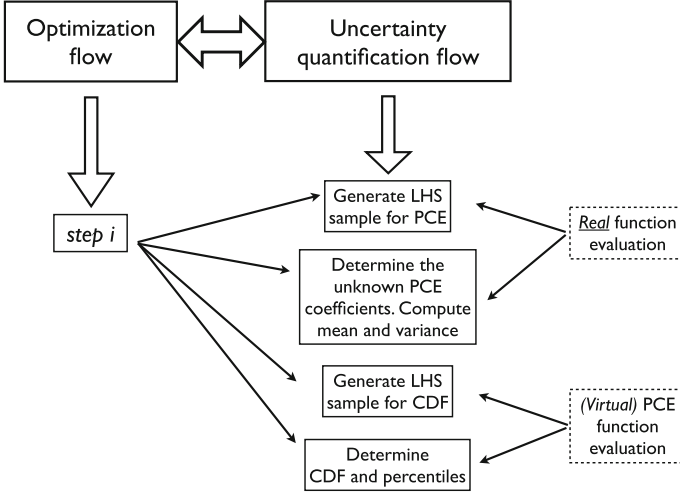 Optimization
flow
Uncertainty
quantification flow
step i
Generate LHS
sample for PCE
Determine the
unknown PCE
coefficients. Compute
mean and variance
Generate LHS
sample for CDF
Determine
CDF and percentiles
Real function
evaluation
(Virtual) PCE
function
evaluation